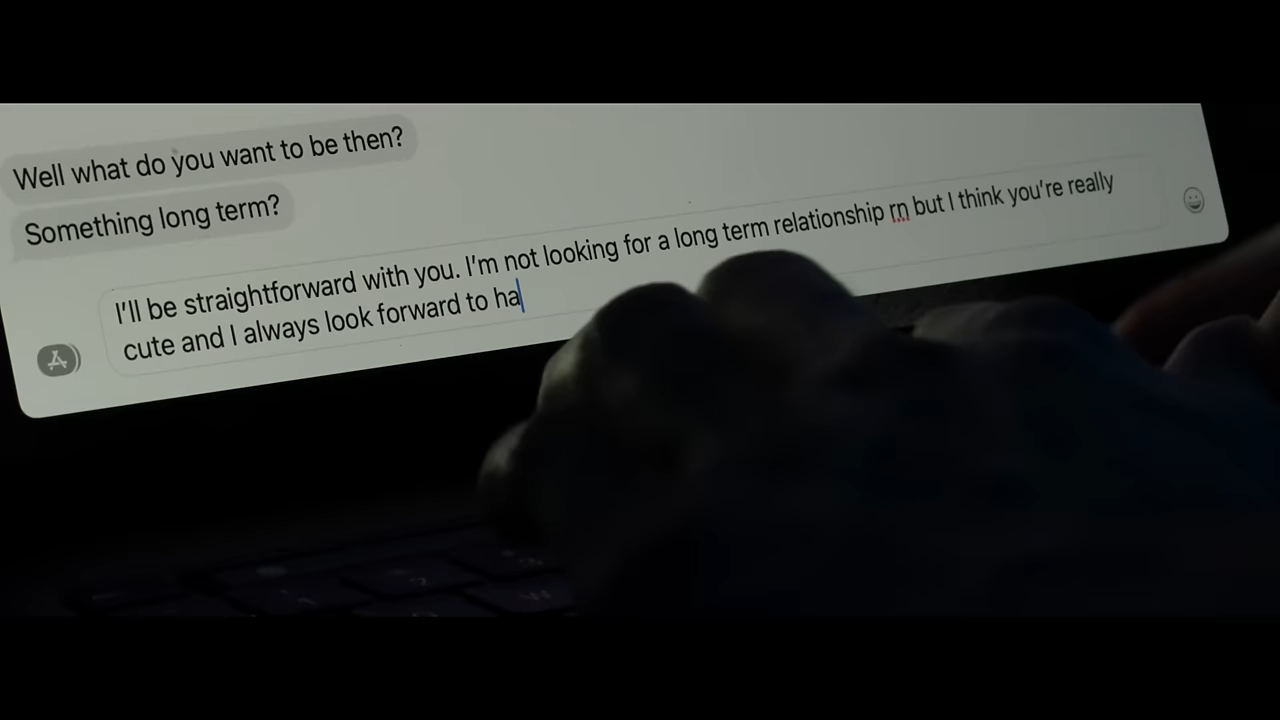 Well what do you want to be then?
Something long term?
I'll be straightforward with you. I'm not looking for a long term relationship rn but I think you're really
cute and I always look forward to ha